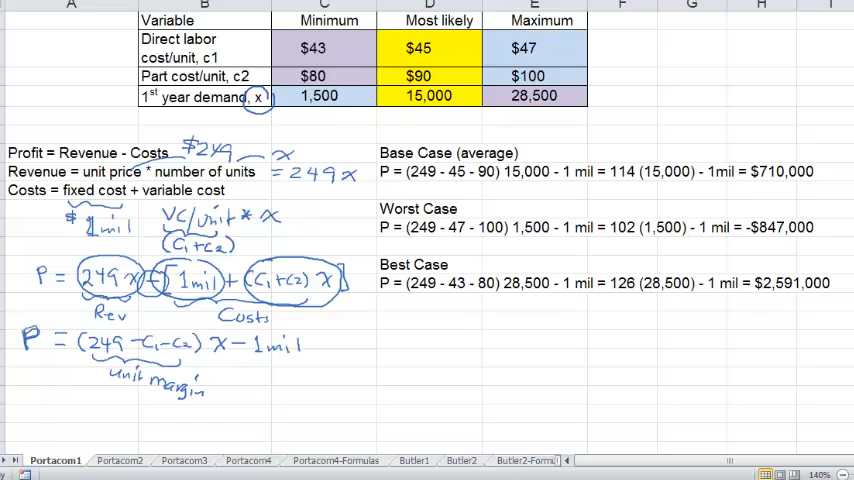 A B C D E F G H I
Variable Minimum Most likely Maximum
Direct labor cost/unit, c1 $43 $45 $47
Part cost/unit, c2 $80 $90 $100
1st year demand, x 1,500 15,000 28,500
Profit = Revenue - Costs $249 x
Revenue = unit price * number of units = 249x
Costs = fixed cost + variable cost
$1mil VC/unit * x
(C1+C2)
P = 249x - [1mil + (C1+C2) x]
Rev Costs
P = (249 - C1 - C2) x - 1mil
unit margin
Base Case (average)
P = (249 - 45 - 90) 15,000 - 1 mil = 114 (15,000) - 1mil = $710,000
Worst Case
P = (249 - 47 - 100) 1,500 - 1 mil = 102 (1,500) - 1 mil = -$847,000
Best Case
P = (249 - 43 - 80) 28,500 - 1 mil = 126 (28,500) - 1 mil = $2,591,000
Portacom1 Portacom2 Portacom3 Portacom4 Portacom4-Formulas Butler1 Butler2 Butler2-Formu
140%